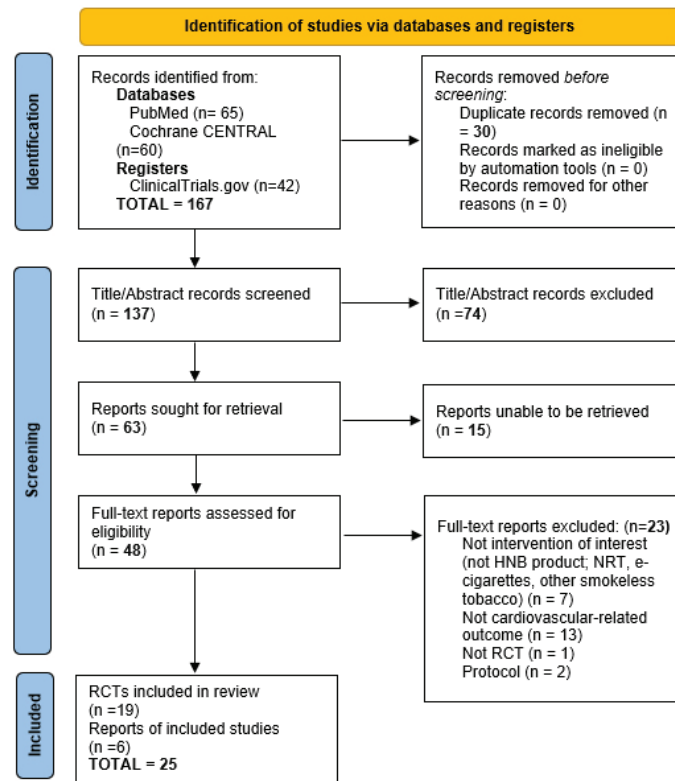 Identification of studies via databases and registers
Identification
Records identified from:
Databases
PubMed (n= 65)
Cochrane CENTRAL
(n=60)
Registers
ClinicalTrials.gov (n=42)
TOTAL = 167
Records removed before
screening:
Duplicate records removed (n
= 30)
Records marked as ineligible
by automation tools (n = 0)
Records removed for other
reasons (n = 0)
Screening
Title/Abstract records screened
(n = 137)
Title/Abstract records excluded
(n =74)
Reports sought for retrieval
(n = 63)
Reports unable to be retrieved
(n = 15)
Full-text reports assessed for
eligibility
(n = 48)
Full-text reports excluded: (n=23)
Not intervention of interest
(not HNB product; NRT, e-
cigarettes, other smokeless
tobacco) (n = 7)
Not cardiovascular-related
outcome (n = 13)
Not RCT (n = 1)
Protocol (n = 2)
Included
RCTs included in review
(n =19)
Reports of included studies
(n =6)
TOTAL = 25